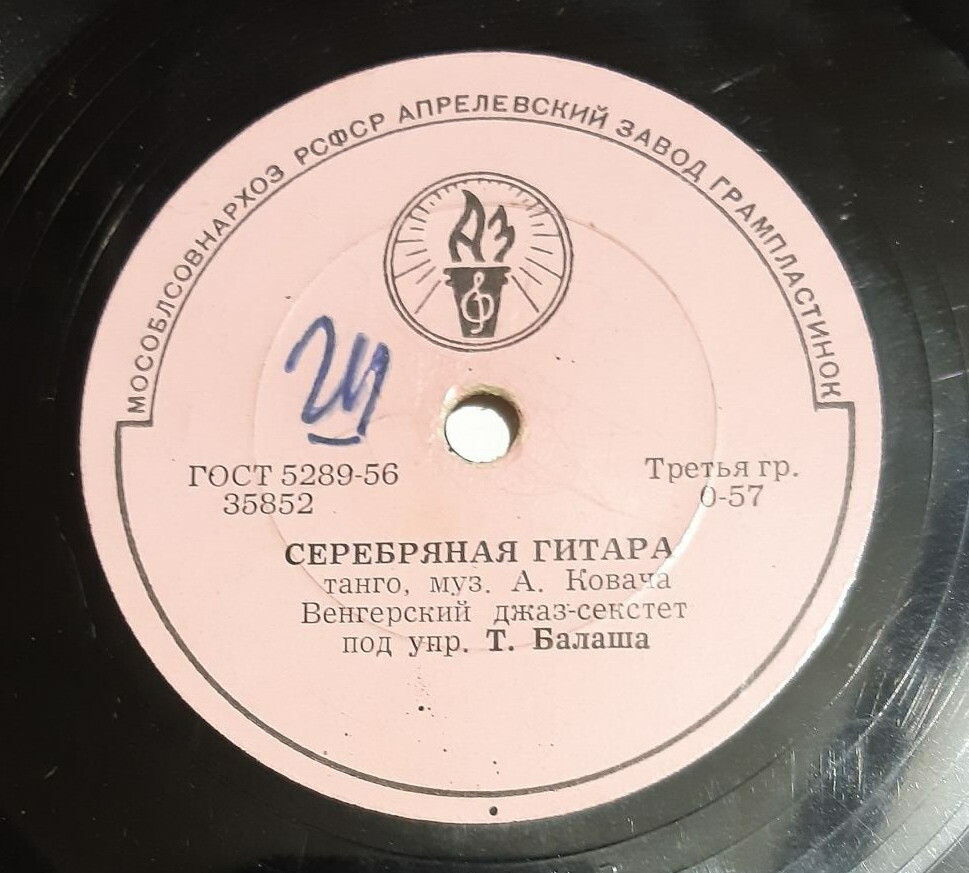 МОСОБЛСОВНАРХОЗ РСФСР АПРЕЛЕВСКИЙ ЗАВОД ГРАМПЛАСТИНОК
АЗ
24
ГОСТ 5289-56
35852
Третья гр.
0-57
СЕРЕБРЯНАЯ ГИТАРА
танго, муз. А. Ковача
Венгерский джаз-секстет
под упр. Т. Балаша